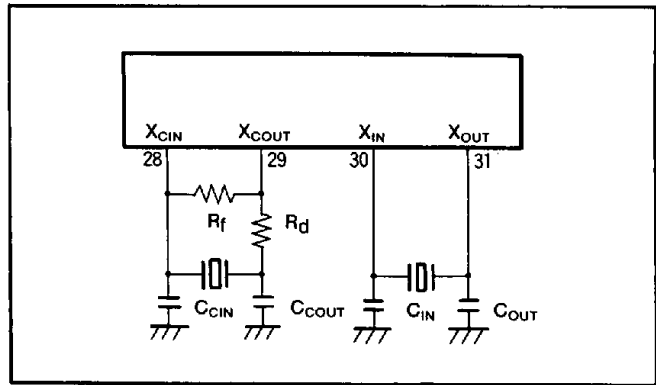 XCIN XCOUT XIN XOUT
28 29 30 31
Rf
Rd
CCIN CCOUT CIN COUT